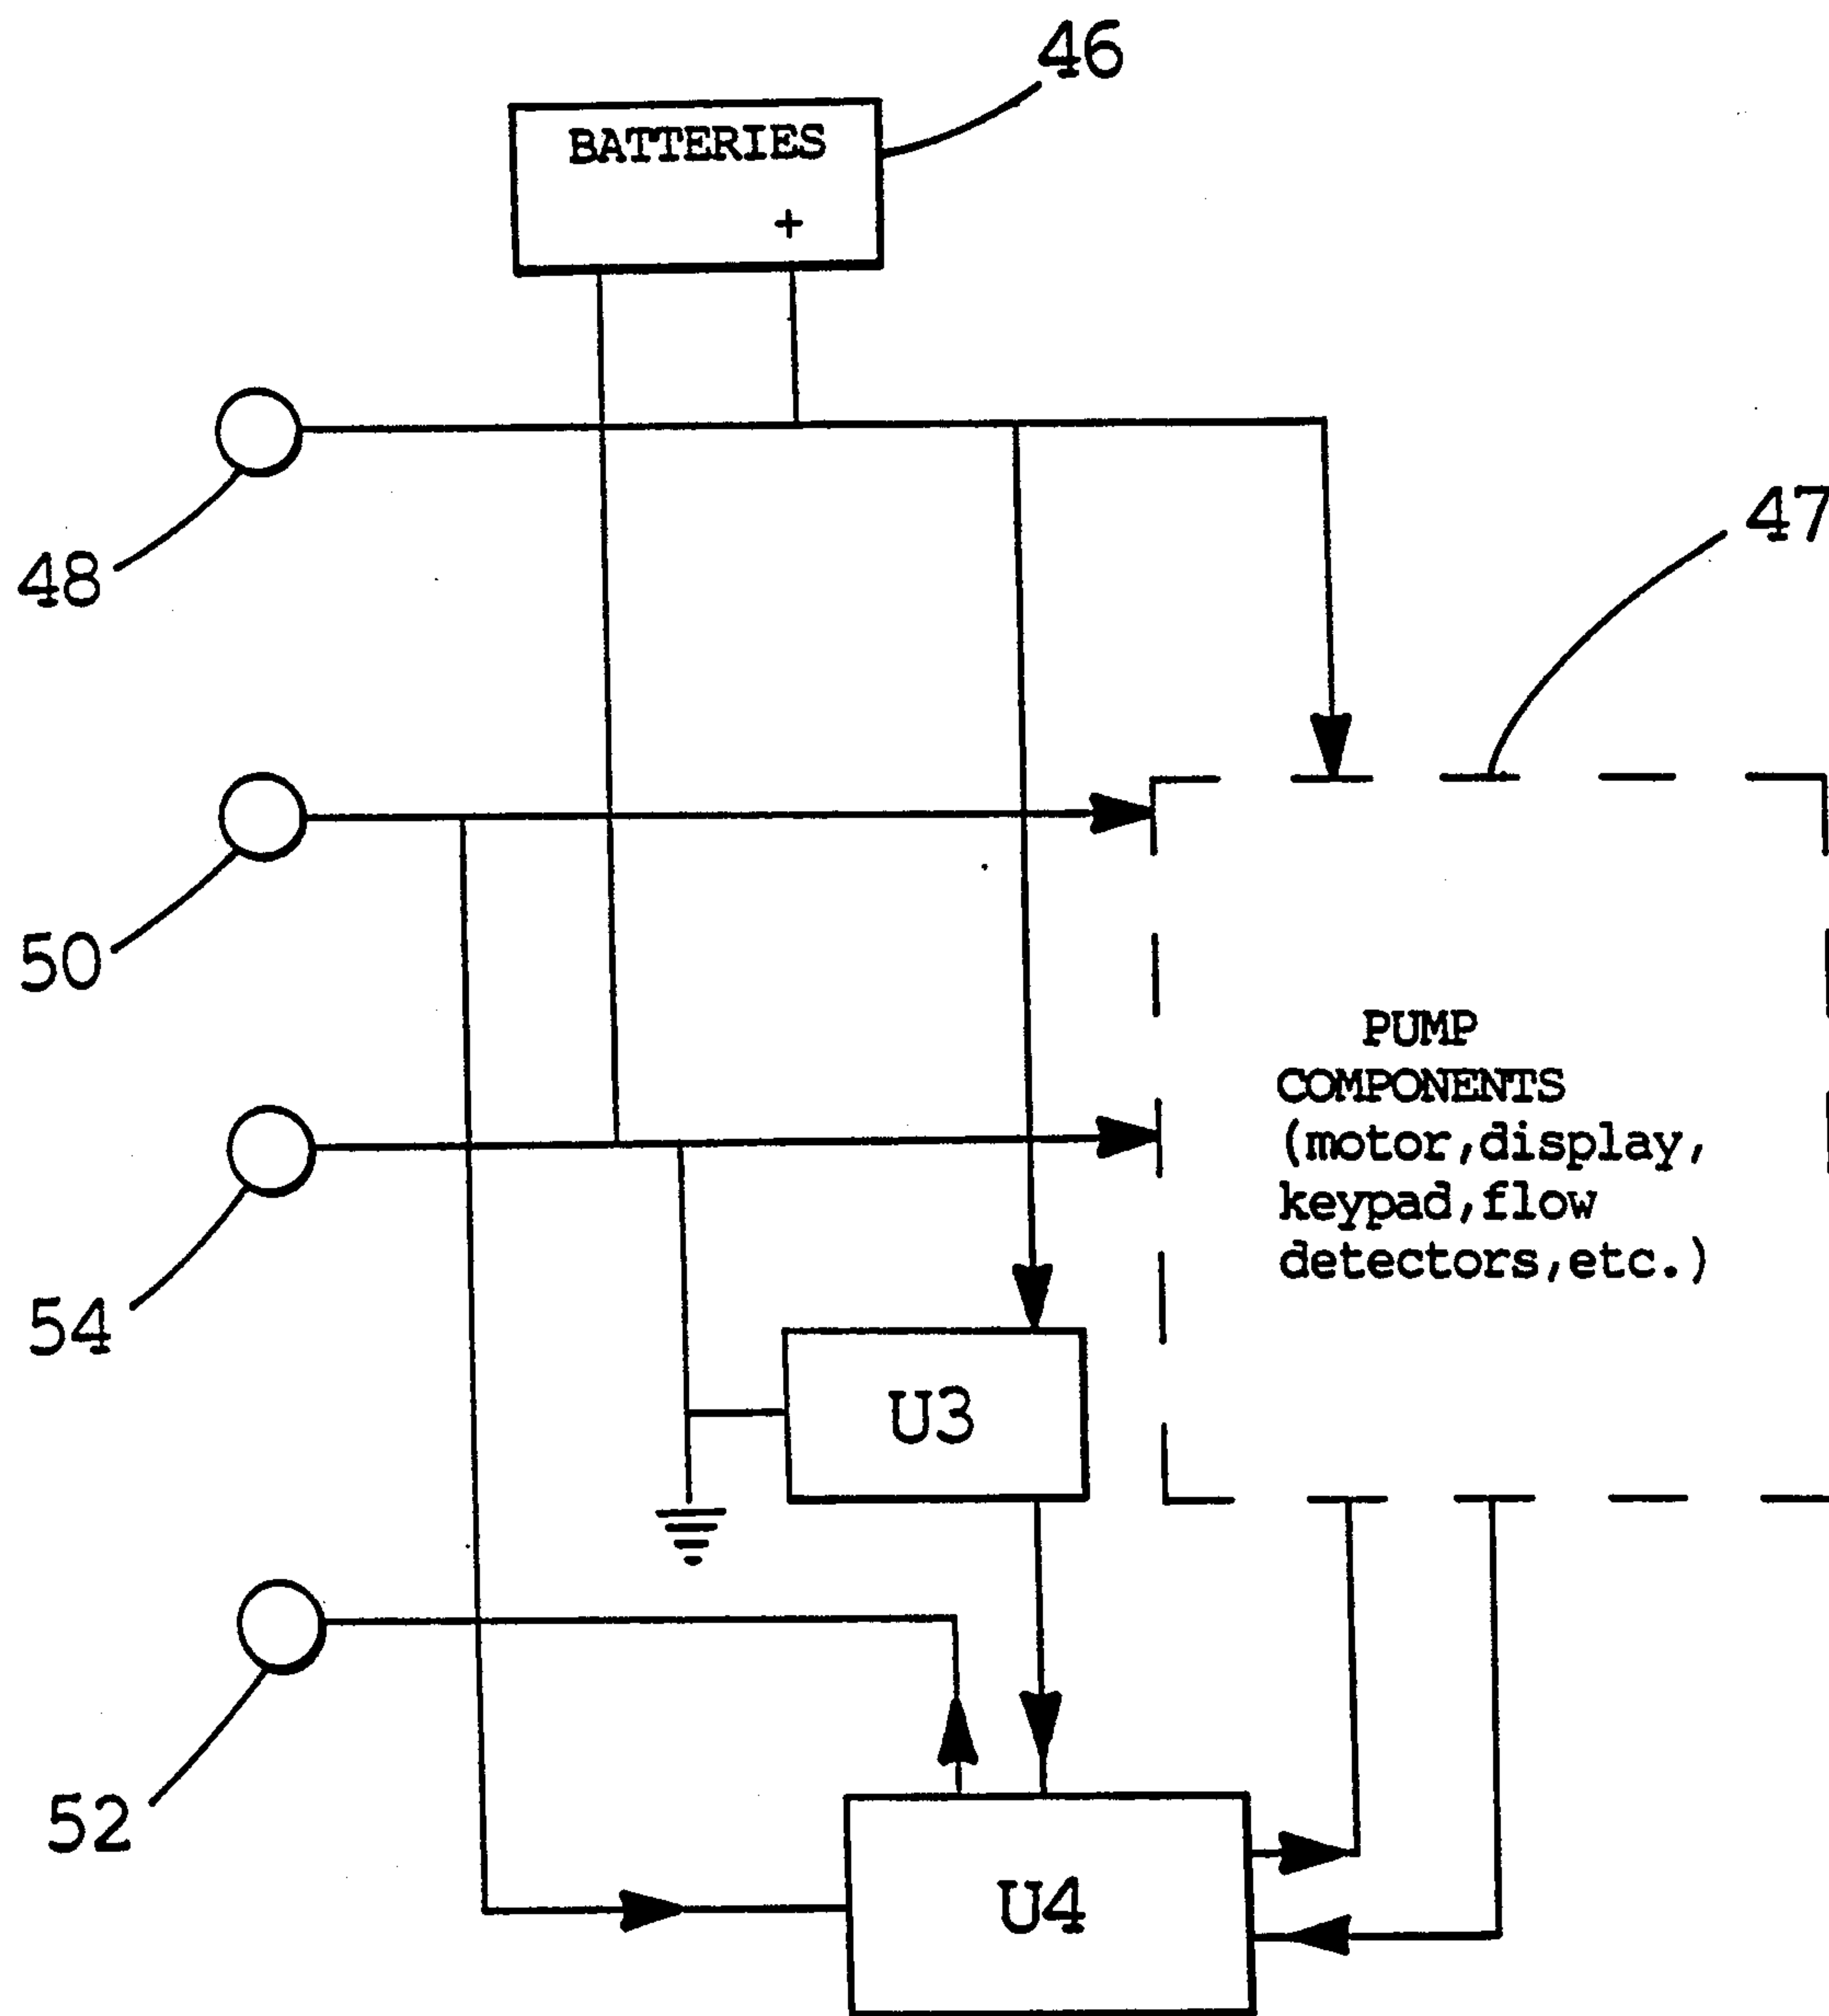 46
BATTERIES
+
48
47
50
PUMP
COMPONENTS
(motor,display,
keypad,flow
detectors,etc.)
54
U3
52
U4